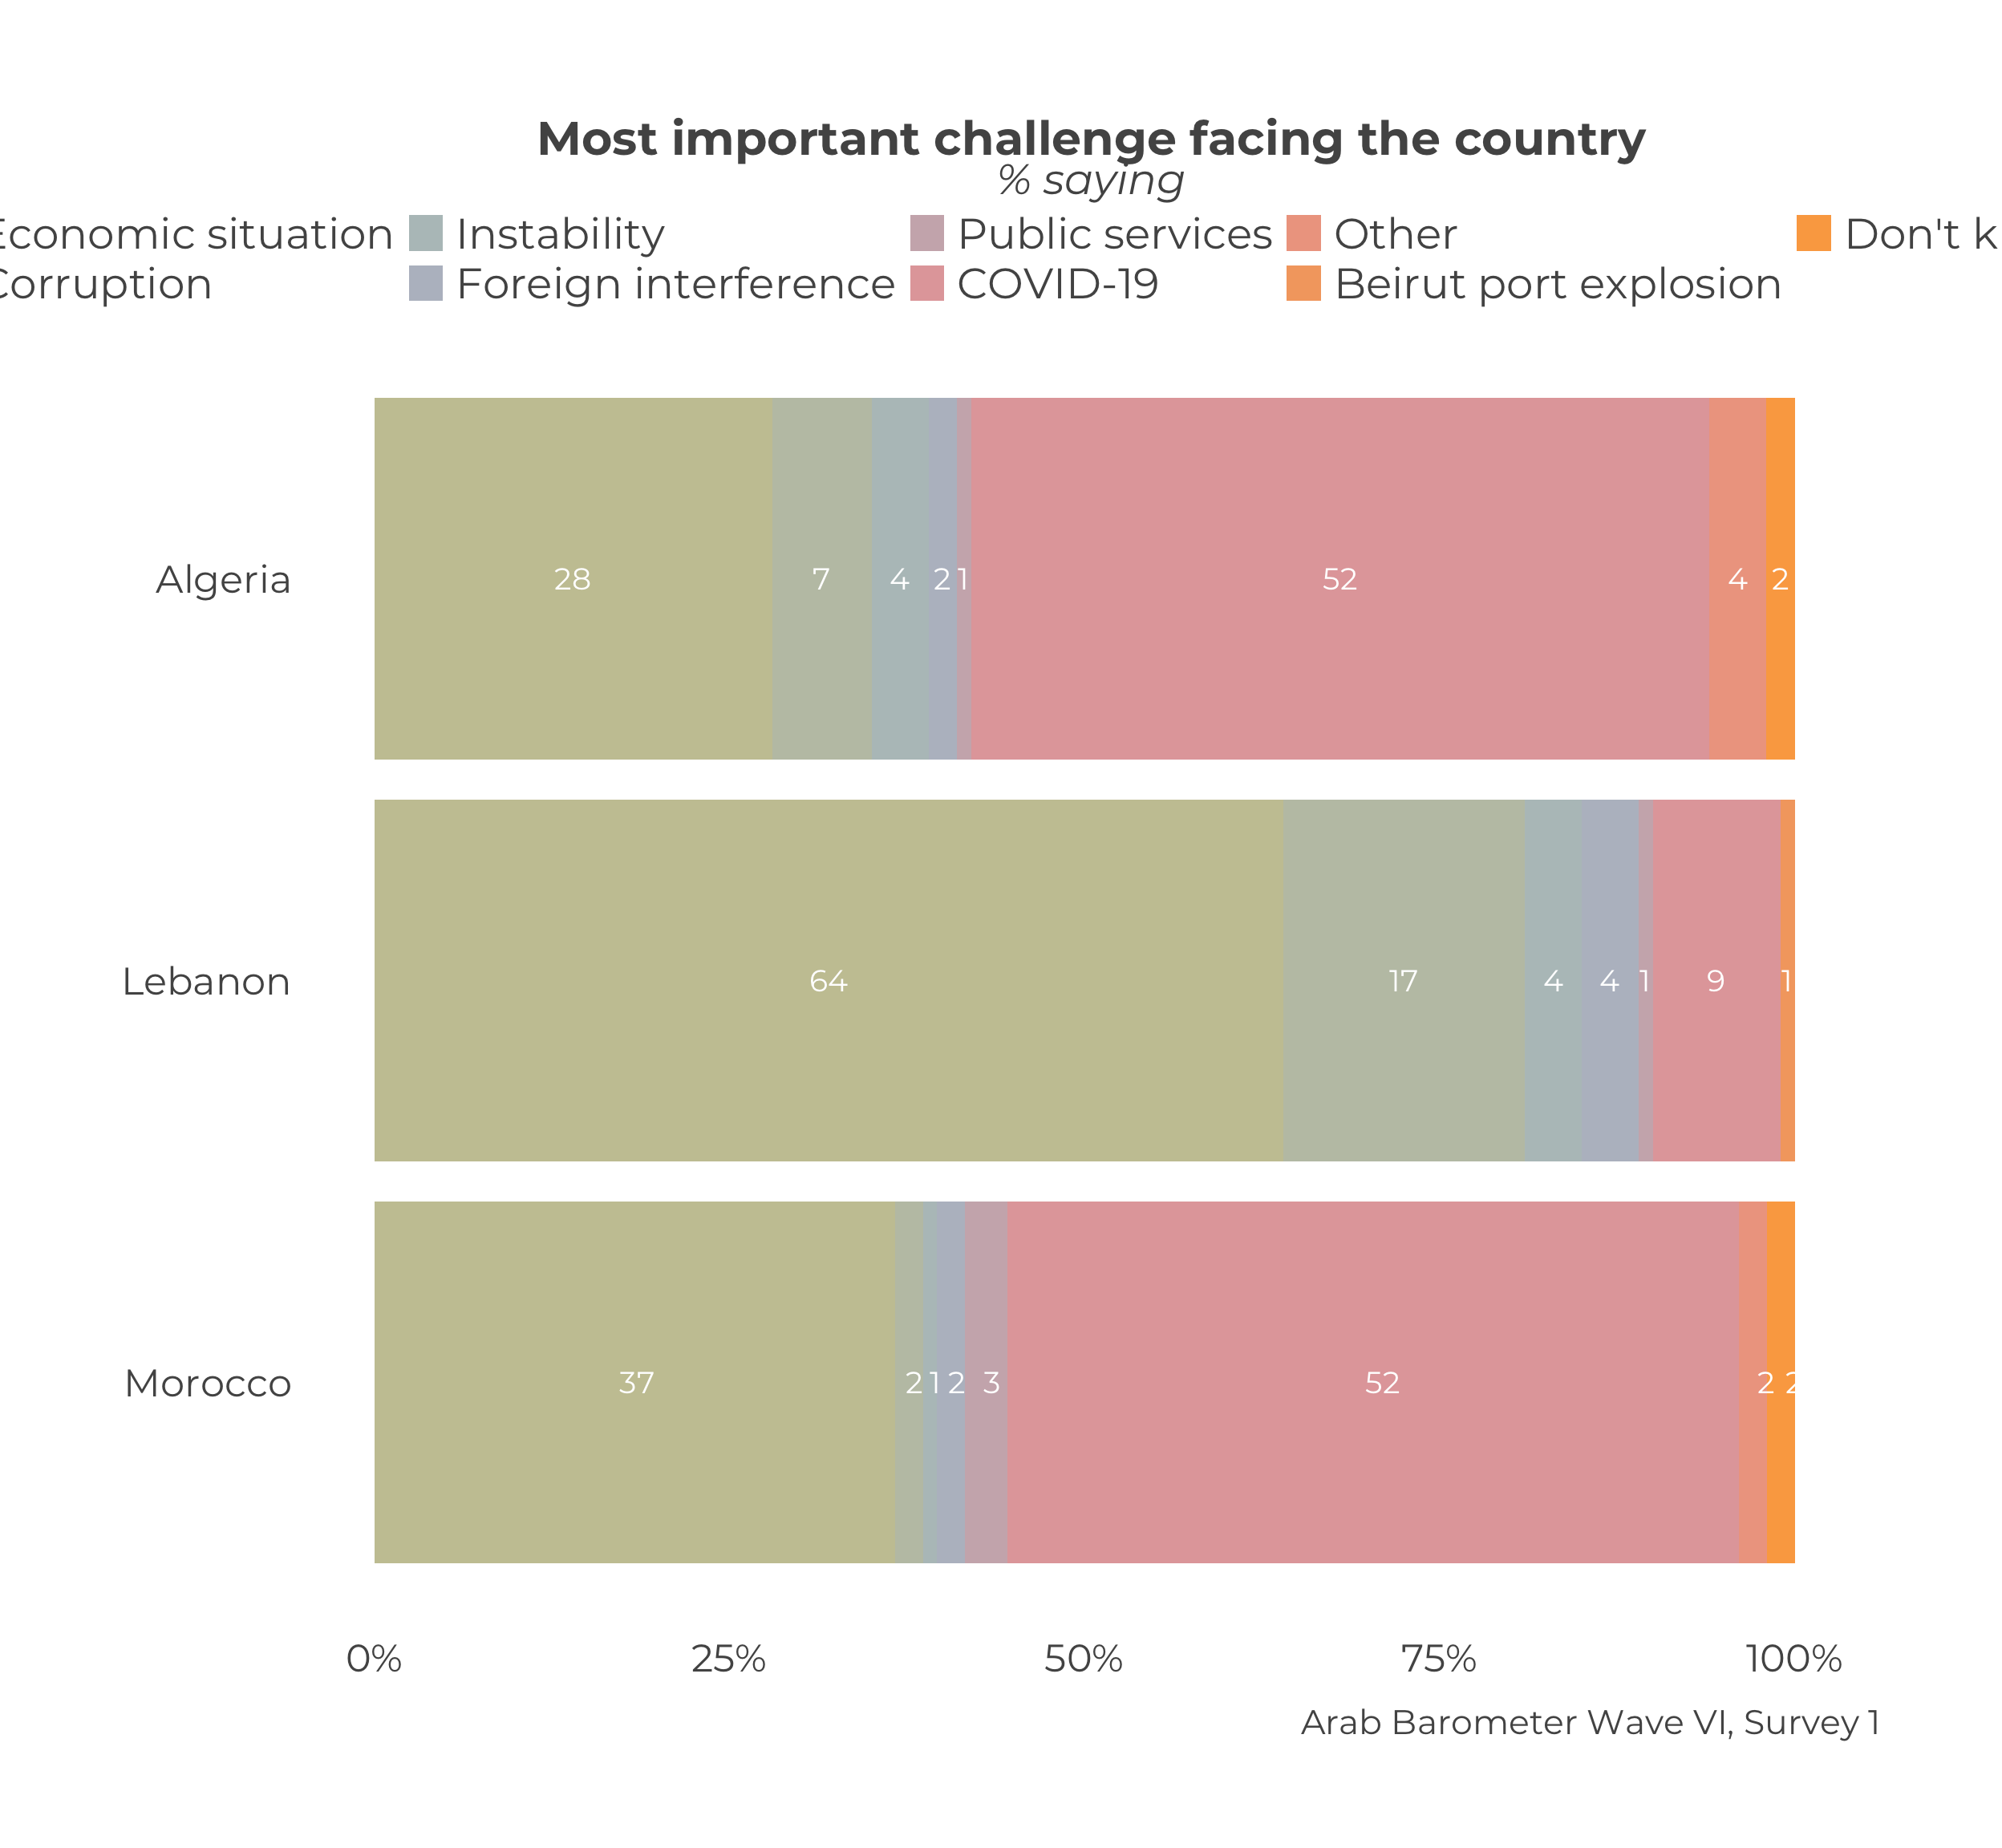 Most important challenge facing the country
% saying
Economic situation Instability Public services Other Don't k
Corruption Foreign interference COVID-19 Beirut port explosion
Algeria 28 7 4 2 1 52 4 2
Lebanon 64 17 4 4 1 9 1
Morocco 37 2 1 2 3 52 2 2
0% 25% 50% 75% 100%
Arab Barometer Wave VI, Survey 1